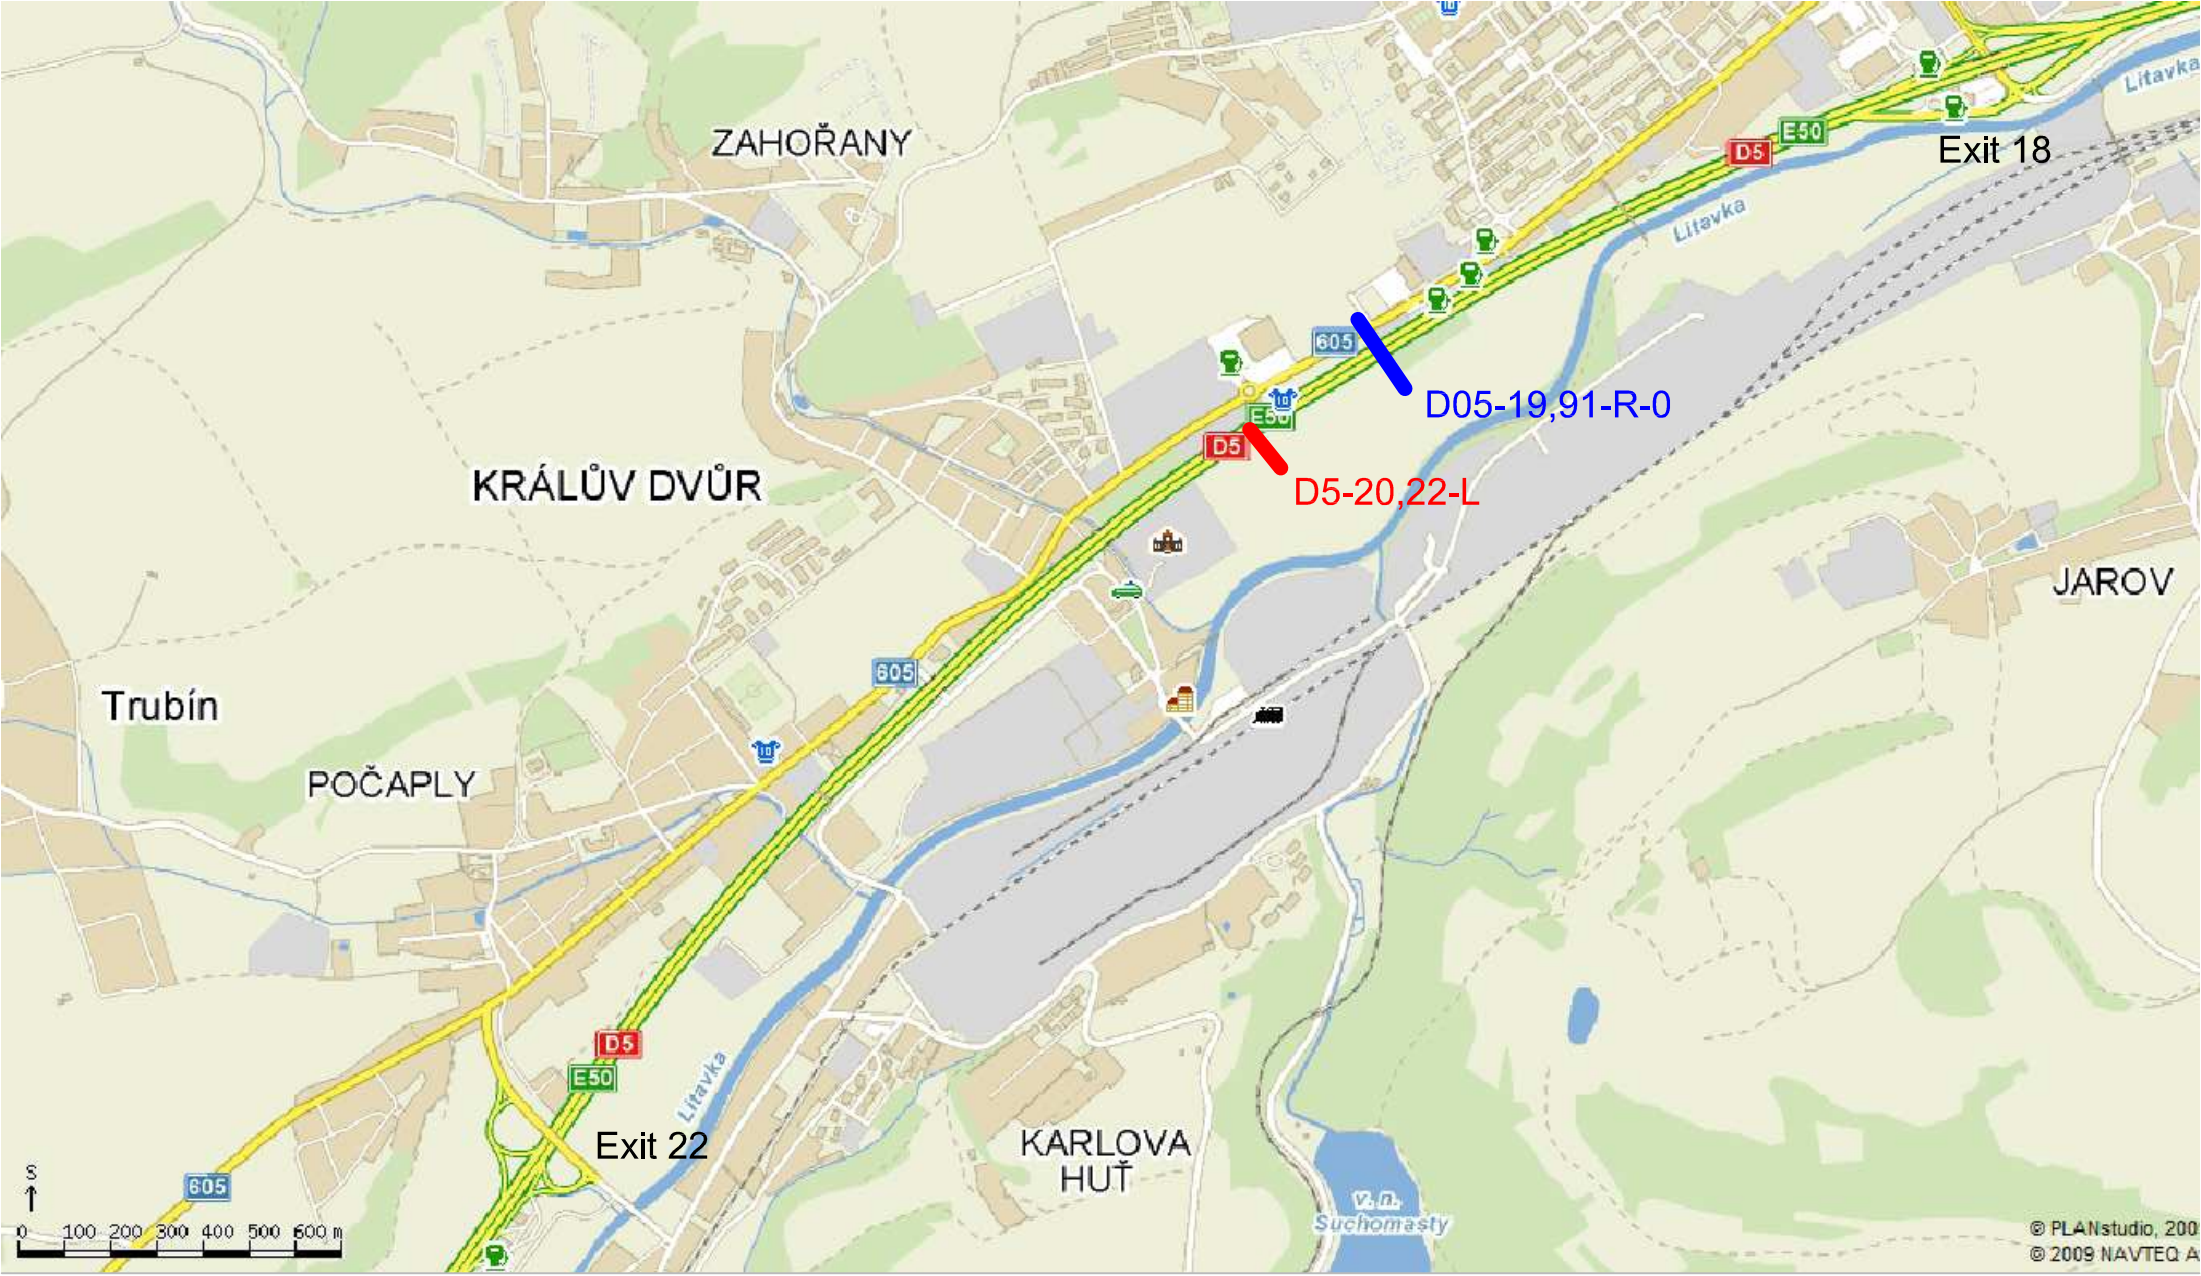 Litavka
E50
ZAHOŘANY
D5
Exit 18
Litavka
605
D05-19,91-R-0
E50
D5
KRÁLŮV DVŮR
D5-20,22-L
JAROV
605
Trubín
POČAPLY
D5
E50
Litavka
Exit 22
KARLOVA
HUŤ
S
605
v. n.
Suchomasty
0 100 200 300 400 500 600 m
© PLANstudio, 200
© 2009 NAVTEQ A